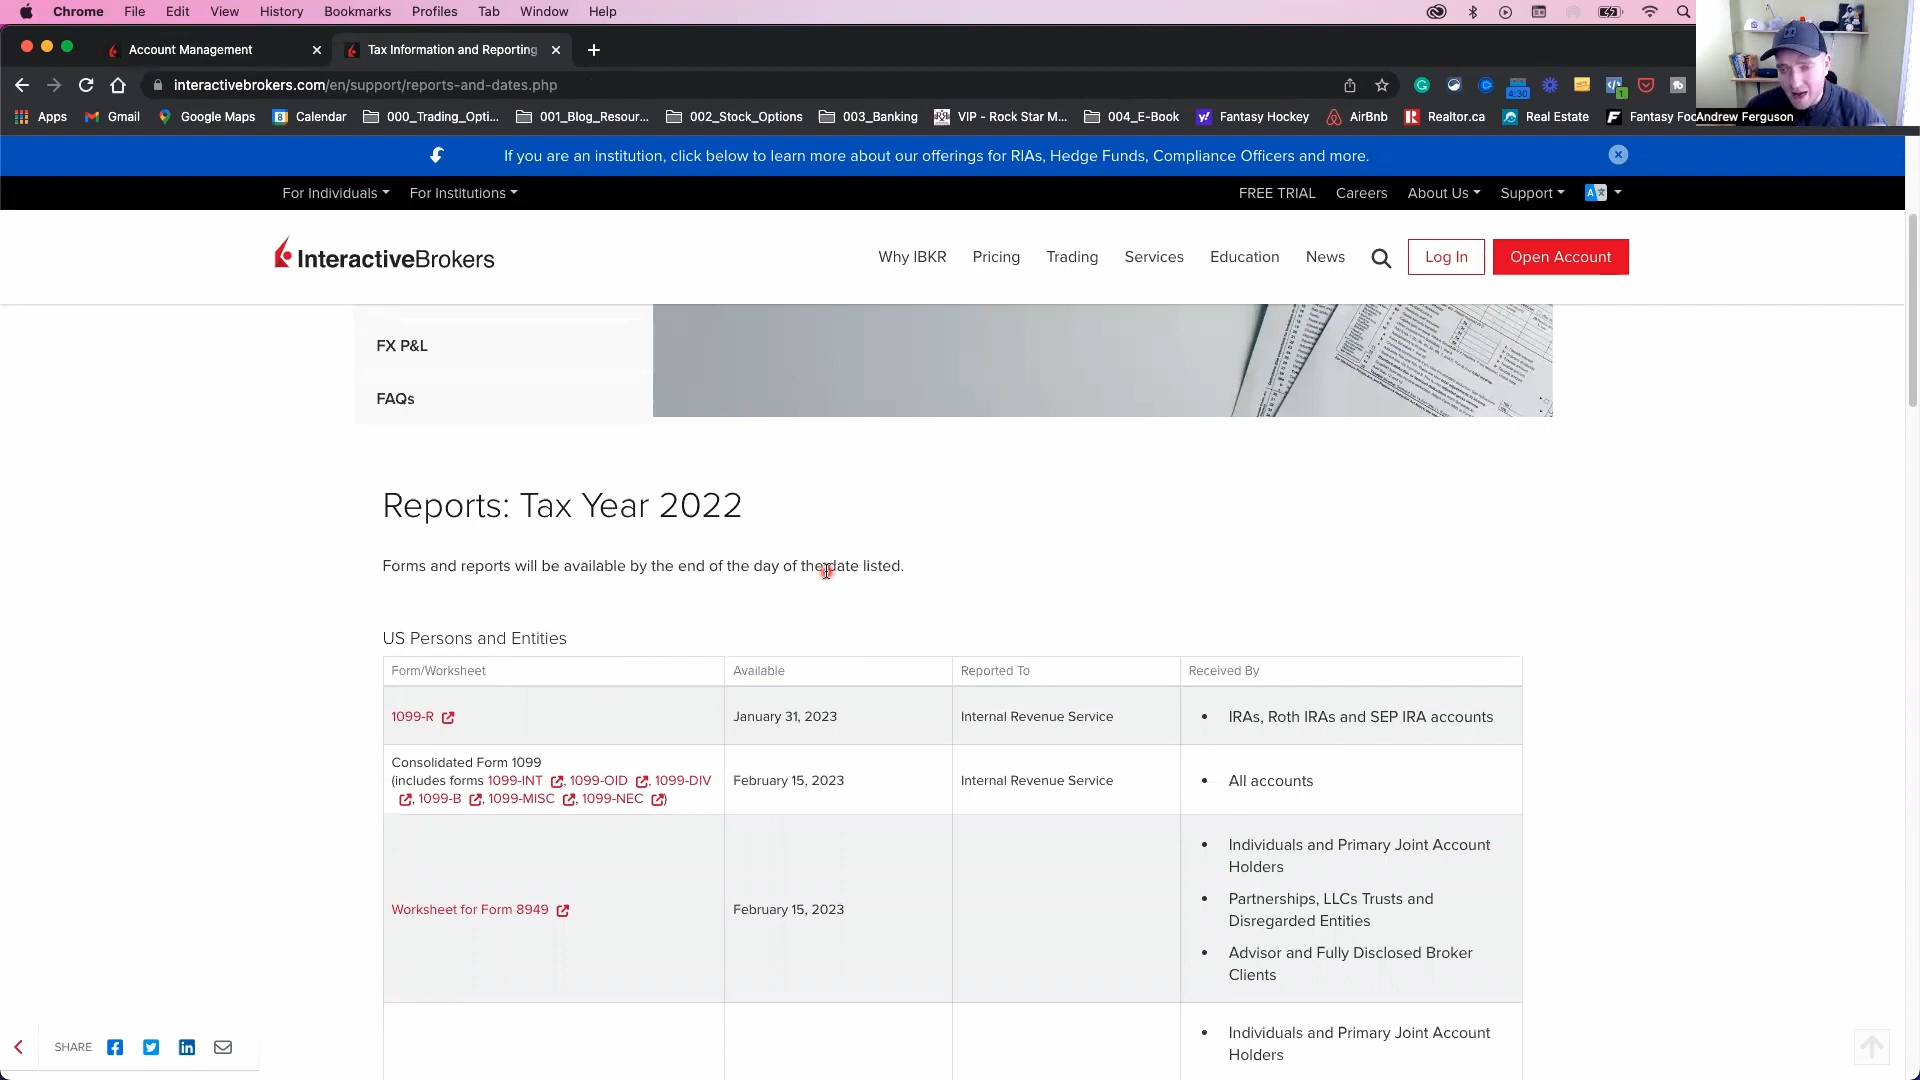 Chrome File Edit View History Bookmarks Profiles Tab Window Help
Account Management
Tax Information and Reporting
interactivebrokers.com/en/support/reports-and-dates.php
4:30
1
Apps
Gmail
Google Maps
8
Calendar
000_Trading_Opti...
001_Blog_Resour...
002_Stock_Options
003_Banking
VIP - Rock Star M...
004_E-Book
Fantasy Hockey
AirBnb
Realtor.ca
Real Estate
Andrew Ferguson
If you are an institution, click below to learn more about our offerings for RIAs, Hedge Funds, Compliance Officers and more.
For Individuals
For Institutions
FREE TRIAL
Careers
About Us
Support
InteractiveBrokers
Why IBKR
Pricing
Trading
Services
Education
News
Log In
Open Account
FX P&L
FAQs
Reports: Tax Year 2022
Forms and reports will be available by the end of the day of the date listed.
US Persons and Entities
Form/Worksheet
Available
Reported To
Received By
1099-R
January 31, 2023
Internal Revenue Service
• IRAs, Roth IRAs and SEP IRA accounts
Consolidated Form 1099
(includes forms 1099-INT , 1099-OID , 1099-DIV
, 1099-B , 1099-MISC , 1099-NEC )
February 15, 2023
Internal Revenue Service
• All accounts
Worksheet for Form 8949
February 15, 2023
• Individuals and Primary Joint Account
Holders
• Partnerships, LLCs Trusts and
Disregarded Entities
• Advisor and Fully Disclosed Broker
Clients
• Individuals and Primary Joint Account
Holders
SHARE